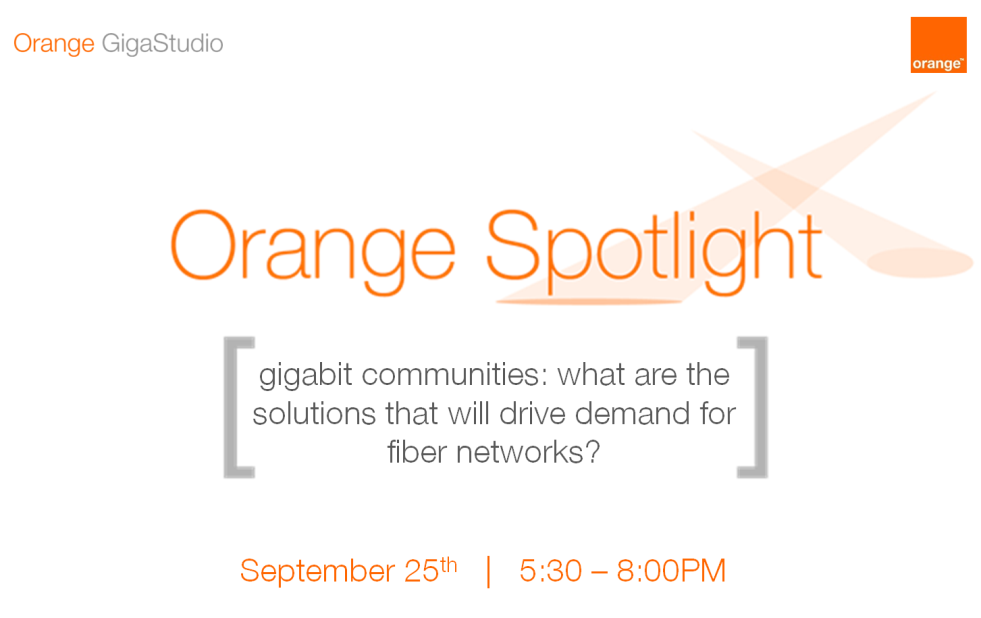 Orange GigaStudio
orange™
Orange Spotlight
gigabit communities: what are the
solutions that will drive demand for
fiber networks?
September 25th | 5:30 – 8:00PM